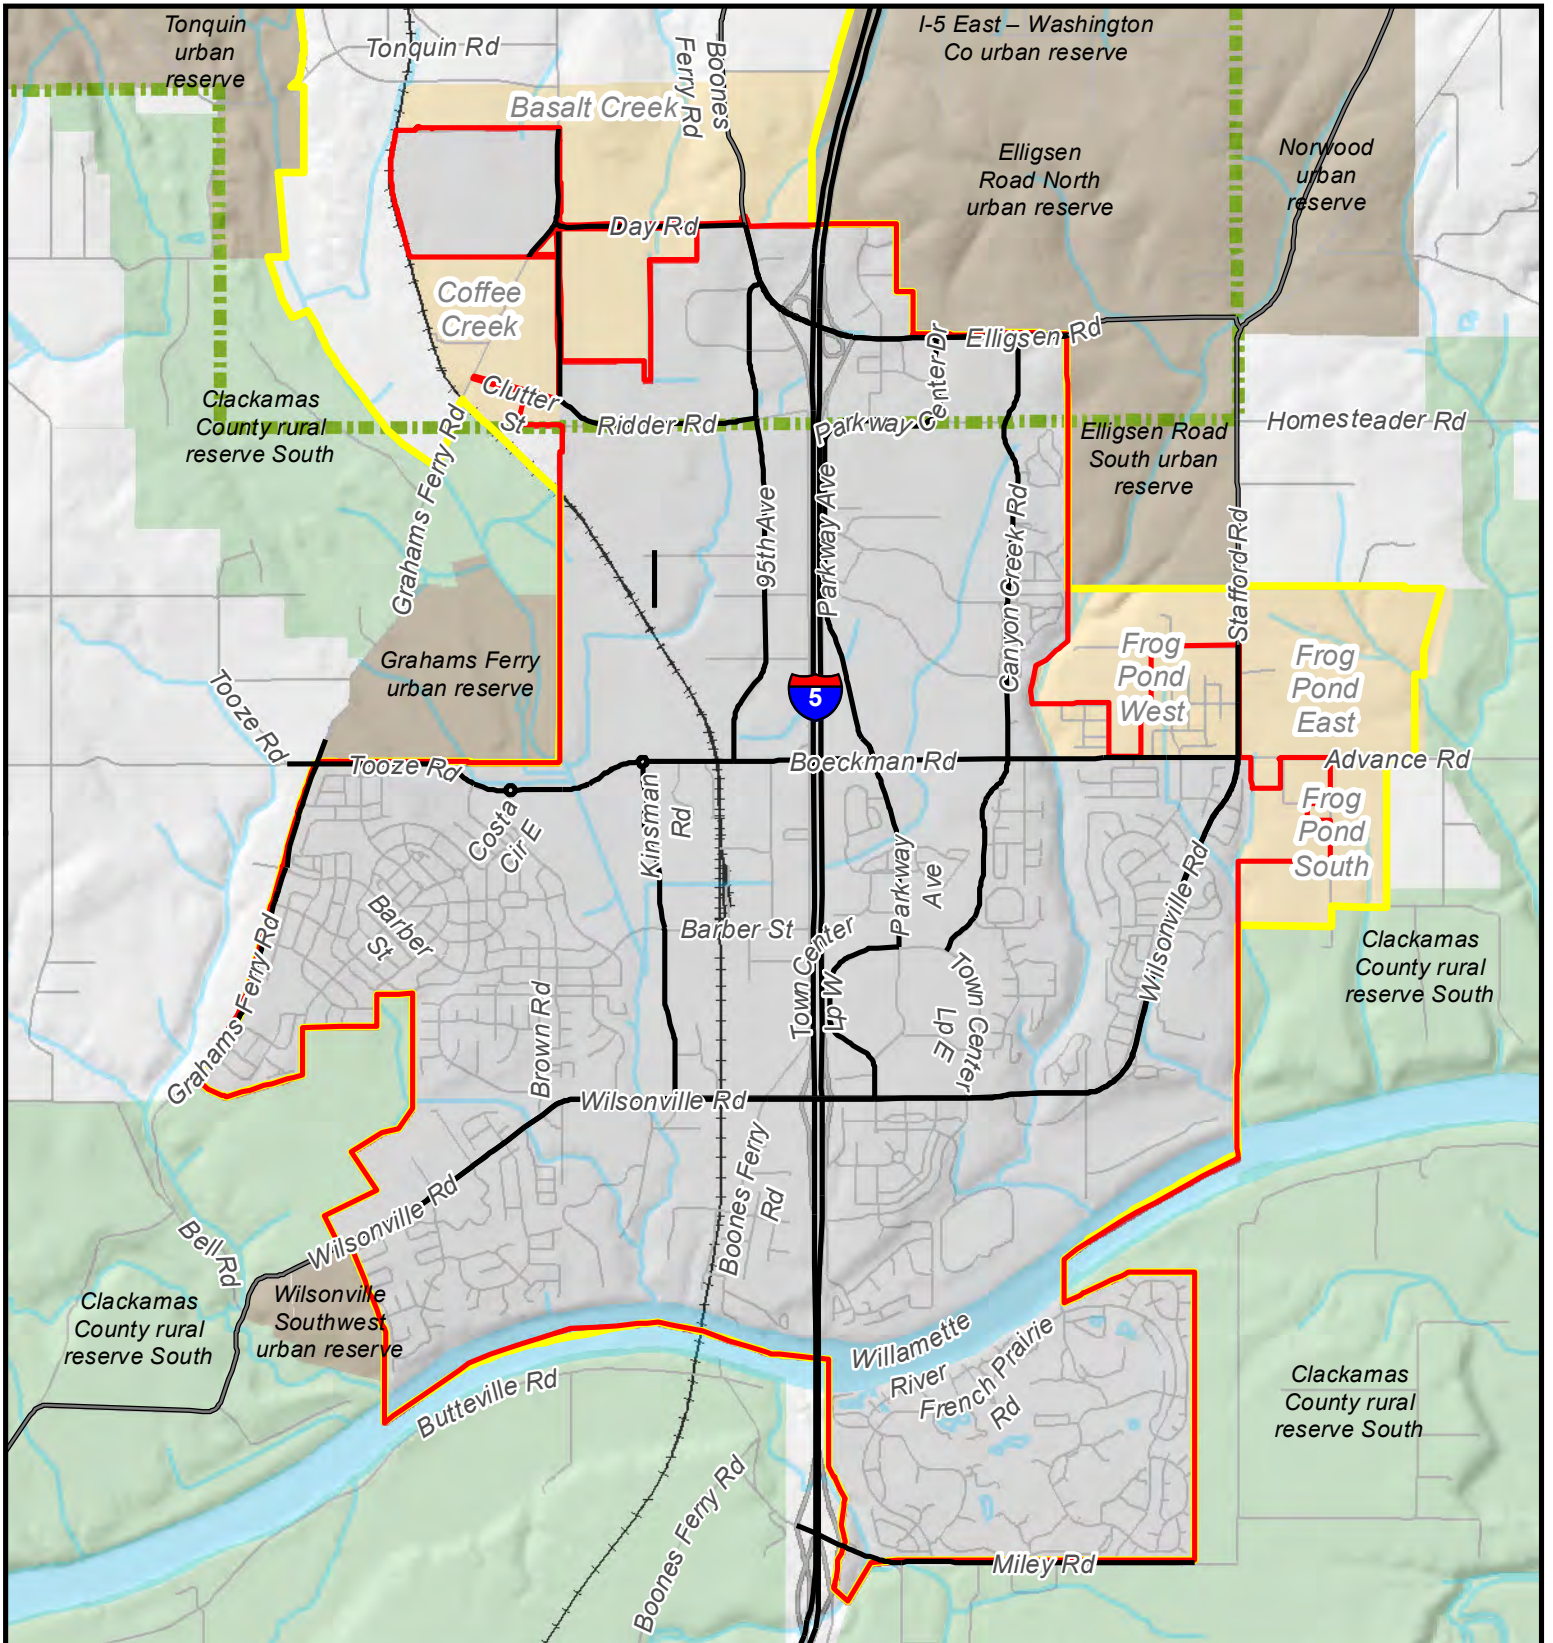 Tonquin
urban
reserve
Tonquin Rd
Boones
Ferry Rd
I-5 East – Washington
Co urban reserve
Basalt Creek
Elligsen
Road North
urban reserve
Norwood
urban
reserve
Day Rd
Coffee
Creek
Elligsen Rd
Parkway Center Dr
Clutter
St
Ridder Rd
Clackamas
County rural
reserve South
Grahams Ferry Rd
Homesteader Rd
Elligsen Road
South urban
reserve
95th Ave
Parkway Ave
Canyon Creek Rd
Stafford Rd
Grahams Ferry
urban reserve
Frog
Pond
West
Frog
Pond
East
Tooze Rd
5
Tooze Rd
Boeckman Rd
Advance Rd
Costa
Cir E
Kinsman
Rd
Frog
Pond
South
Parkway
Ave
Wilsonville Rd
Barber
St
Barber St
Town Center
Lp W
Town Center
Lp E
Clackamas
County rural
reserve South
Grahams Ferry Rd
Brown Rd
Wilsonville Rd
Boones Ferry
Rd
Wilsonville Rd
Bell Rd
Clackamas
County rural
reserve South
Wilsonville
Southwest
urban reserve
Willamette
River
French Prairie
Rd
Butteville Rd
Clackamas
County rural
reserve South
Boones Ferry Rd
Miley Rd